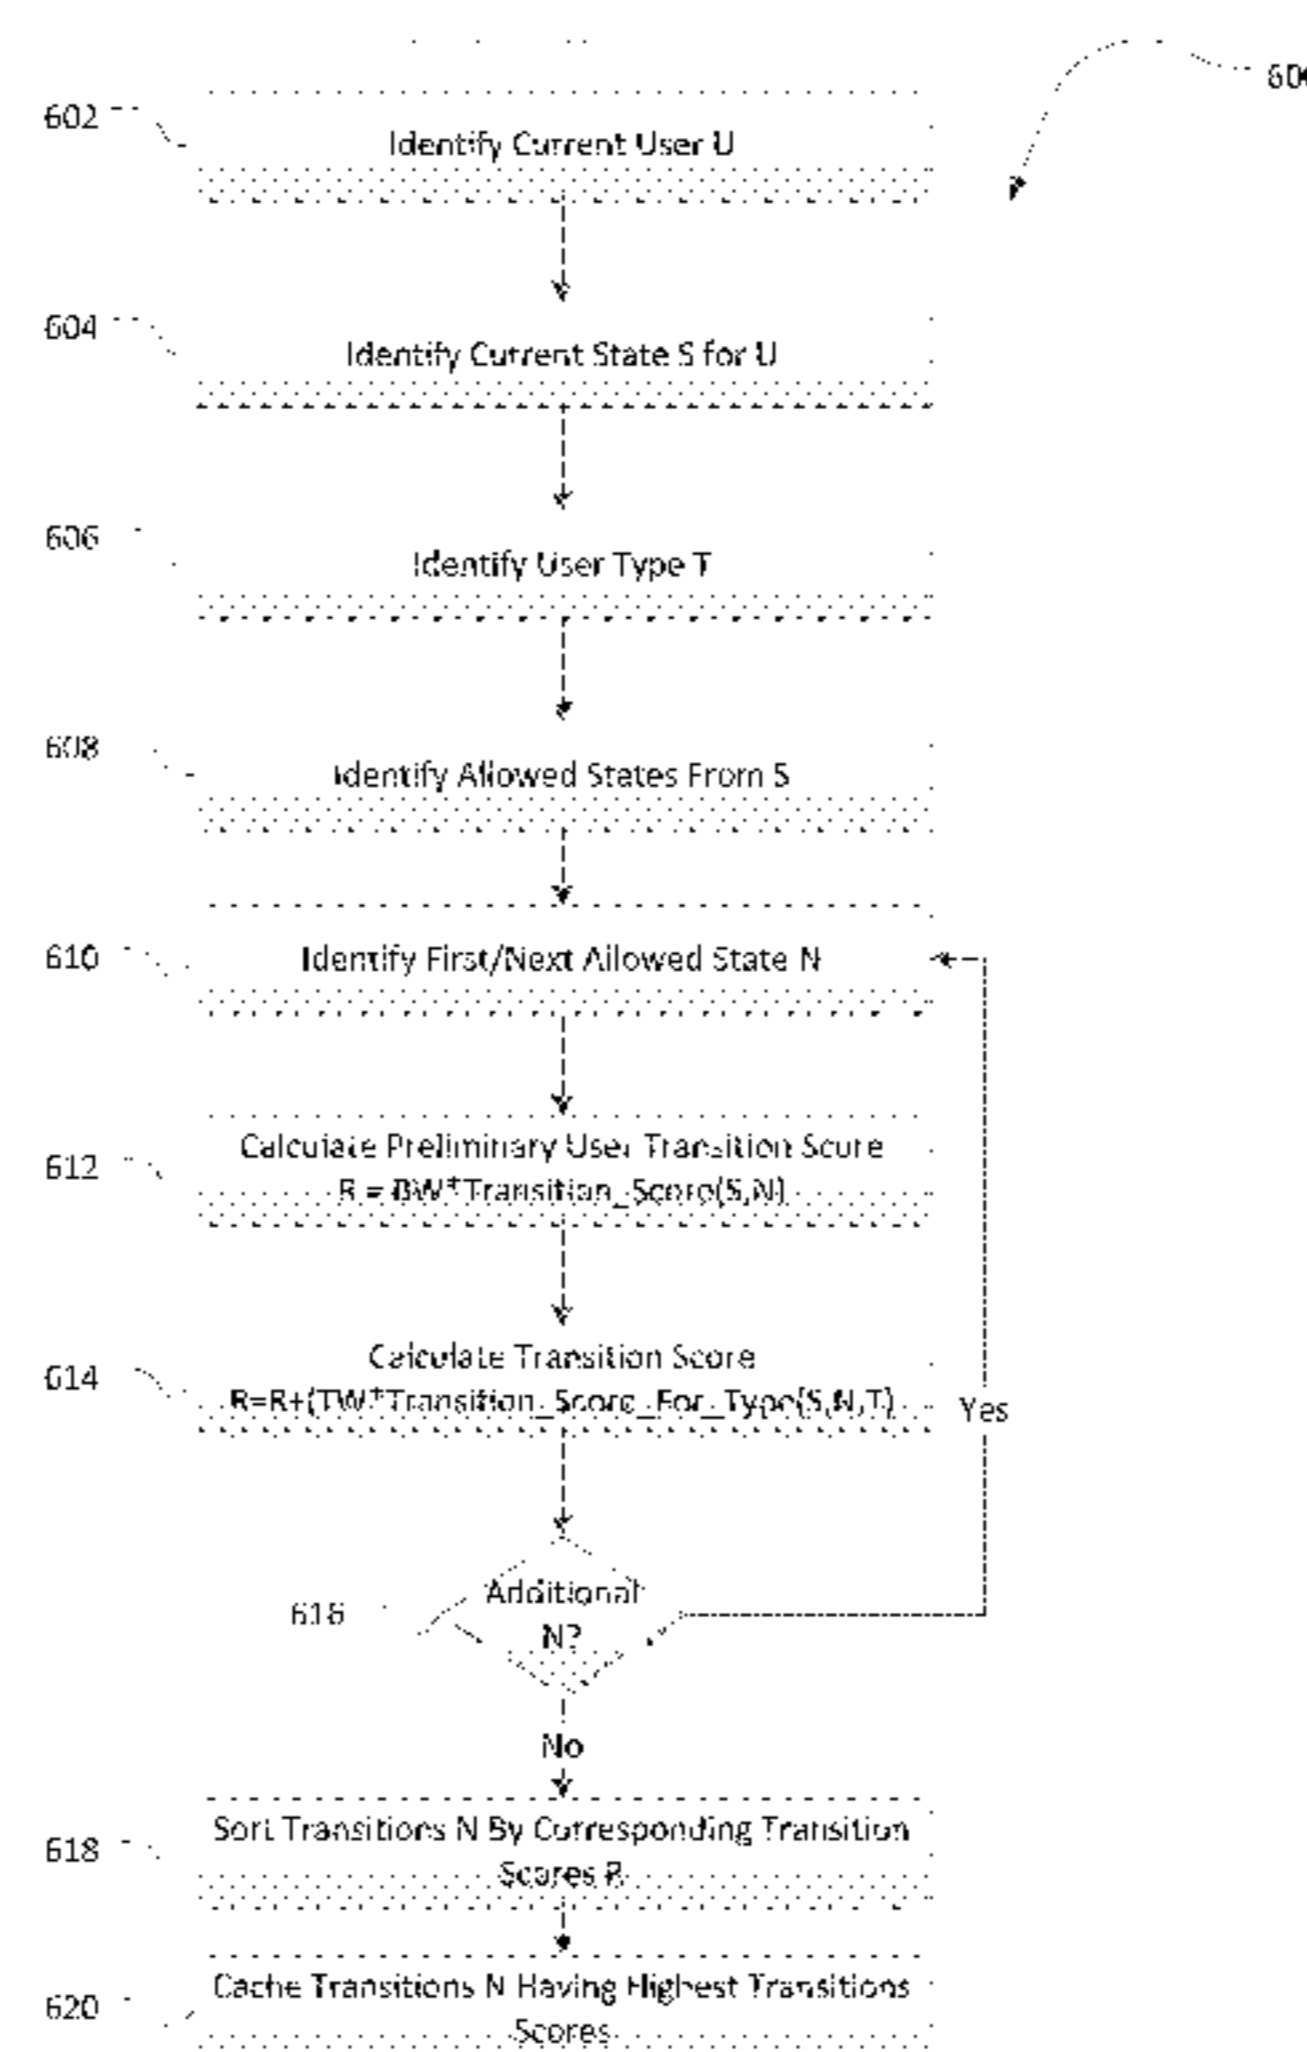 602
Identify Current User U
604
Identify Current State S for U
606
Identify User Type T
608
Identify Allowed States From S
610
Identify First/Next Allowed State N
612
Calculate Preliminary User Transition Score
R = BW*Transition_Score(S,N)
614
Calculate Transition Score
R=R+(TW*Transition_Score_For_Type(S,N,T)
Yes
616
Additional
N?
No
618
Sort Transitions N By Corresponding Transition
Scores R
620
Cache Transitions N Having Highest Transitions
Scores